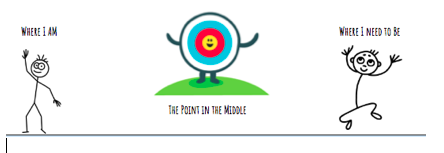 Where I Am
Where I need to Be
The Point in the Middle